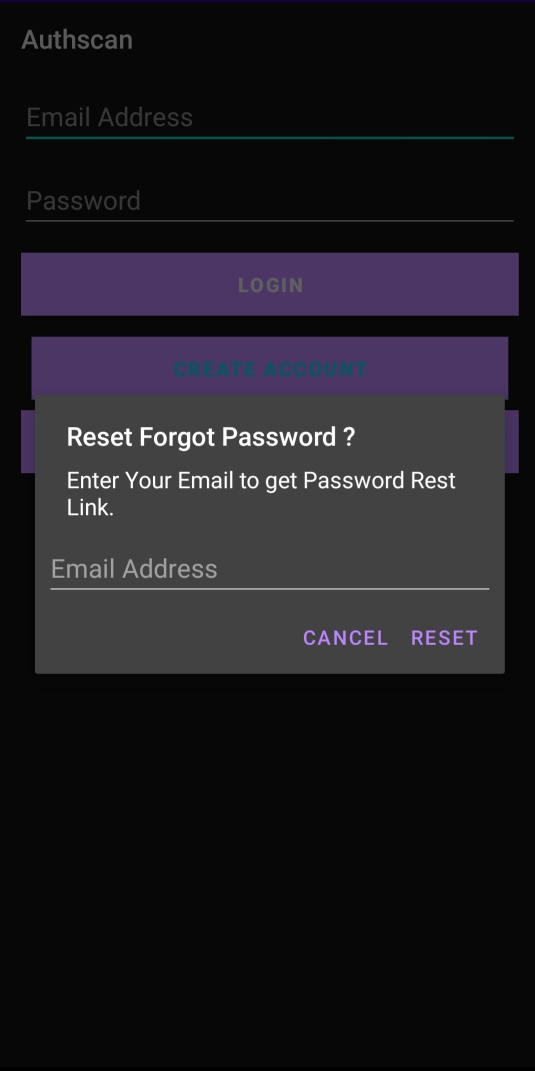 Authscan
Email Address
Password
LOGIN
CREATE ACCOUNT
Reset Forgot Password ?
Enter Your Email to get Password Rest
Link.
Email Address
CANCEL RESET